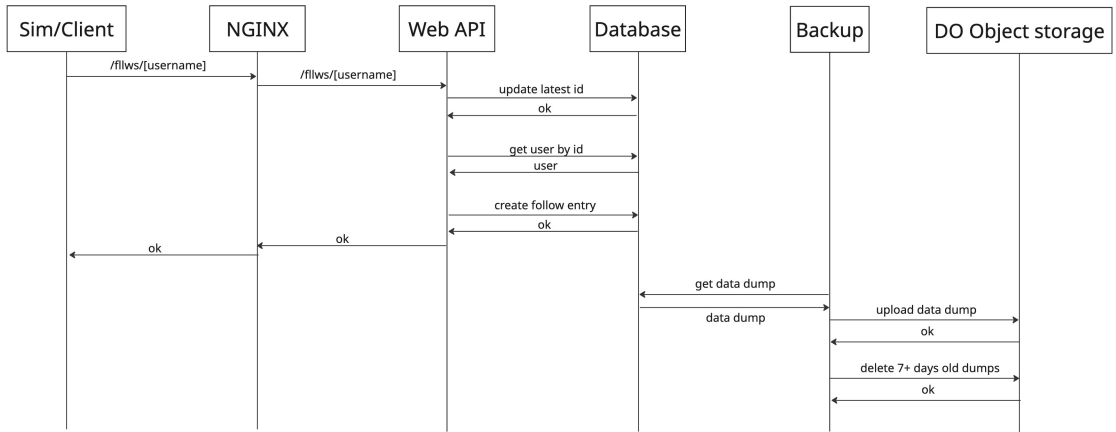 Sim/Client
NGINX
Web API
Database
Backup
DO Object storage
/fllws/[username]
/fllws/[username]
update latest id
ok
get user by id
user
create follow entry
ok
ok
ok
get data dump
data dump
upload data dump
ok
delete 7+ days old dumps
ok